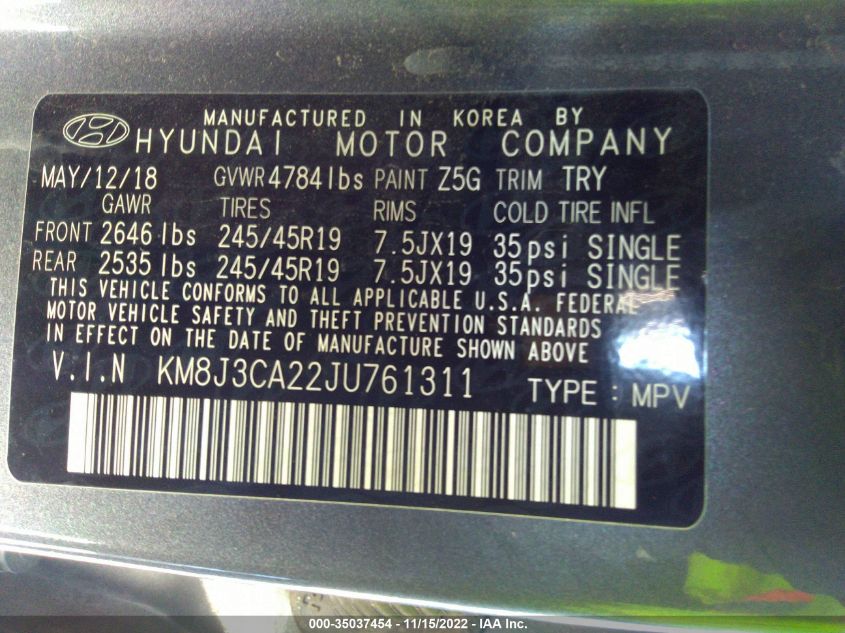 MANUFACTURED IN KOREA BY
HYUNDAI MOTOR COMPANY
MAY/12/18 GVWR 4784 lbs PAINT Z5G TRIM TRY
GAWR TIRES RIMS COLD TIRE INFL
FRONT 2646 lbs 245/45R19 7.5JX19 35psi SINGLE
REAR 2535 lbs 245/45R19 7.5JX19 35psi SINGLE
THIS VEHICLE CONFORMS TO ALL APPLICABLE U.S.A. FEDERAL
MOTOR VEHICLE SAFETY AND THEFT PREVENTION STANDARDS
IN EFFECT ON THE DATE OF MANUFACTURE SHOWN ABOVE
V.I.N KM8J3CA22JU761311 TYPE : MPV
000-35037454 - 11/15/2022 - IAA Inc.